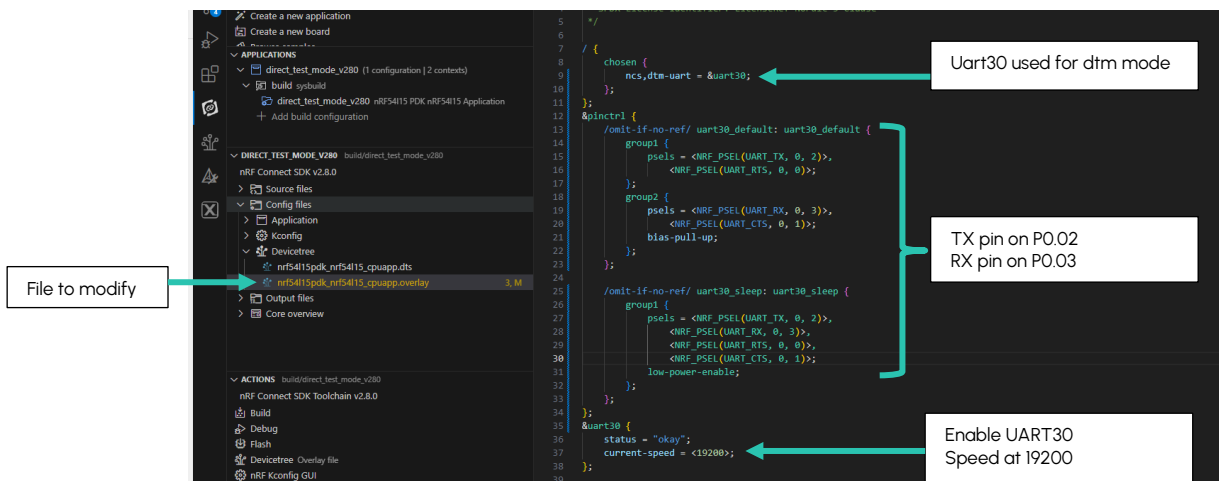 Create a new application
Create a new board
APPLICATIONS
direct_test_mode_v280 (1 configuration | 2 contexts)
build sysbuild
direct_test_mode_v280 nRF54l15 PDK nRF54l15 Application
Add build configuration
DIRECT_TEST_MODE_V280 build/direct_test_mode_v280
nRF Connect SDK v2.8.0
Source files
Config files
Application
Kconfig
Devicetree
nrf54l15pdk_nrf54l15_cpuapp.dts
nrf54l15pdk_nrf54l15_cpuapp.overlay 3, M
Output files
Core overview
ACTIONS build/direct_test_mode_v280
nRF Connect SDK Toolchain v2.8.0
Build
Debug
Flash
Devicetree Overlay file
nRF Kconfig GUI
File to modify
5 */
6
7 / {
8 chosen {
9 ncs,dtm-uart = &uart30;
10 };
11 };
12 &pinctrl {
13 /omit-if-no-ref/ uart30_default: uart30_default {
14 group1 {
15 psels = <NRF_PSEL(UART_TX, 0, 2)>,
16 <NRF_PSEL(UART_RTS, 0, 0)>;
17 };
18 group2 {
19 psels = <NRF_PSEL(UART_RX, 0, 3)>,
20 <NRF_PSEL(UART_CTS, 0, 1)>;
21 bias-pull-up;
22 };
23 };
24
25 /omit-if-no-ref/ uart30_sleep: uart30_sleep {
26 group1 {
27 psels = <NRF_PSEL(UART_TX, 0, 2)>,
28 <NRF_PSEL(UART_RX, 0, 3)>,
29 <NRF_PSEL(UART_RTS, 0, 0)>,
30 <NRF_PSEL(UART_CTS, 0, 1)>;
31 low-power-enable;
32 };
33 };
34 };
35 &uart30 {
36 status = "okay";
37 current-speed = <19200>;
38 };
39
Uart30 used for dtm mode
TX pin on P0.02
RX pin on P0.03
Enable UART30
Speed at 19200